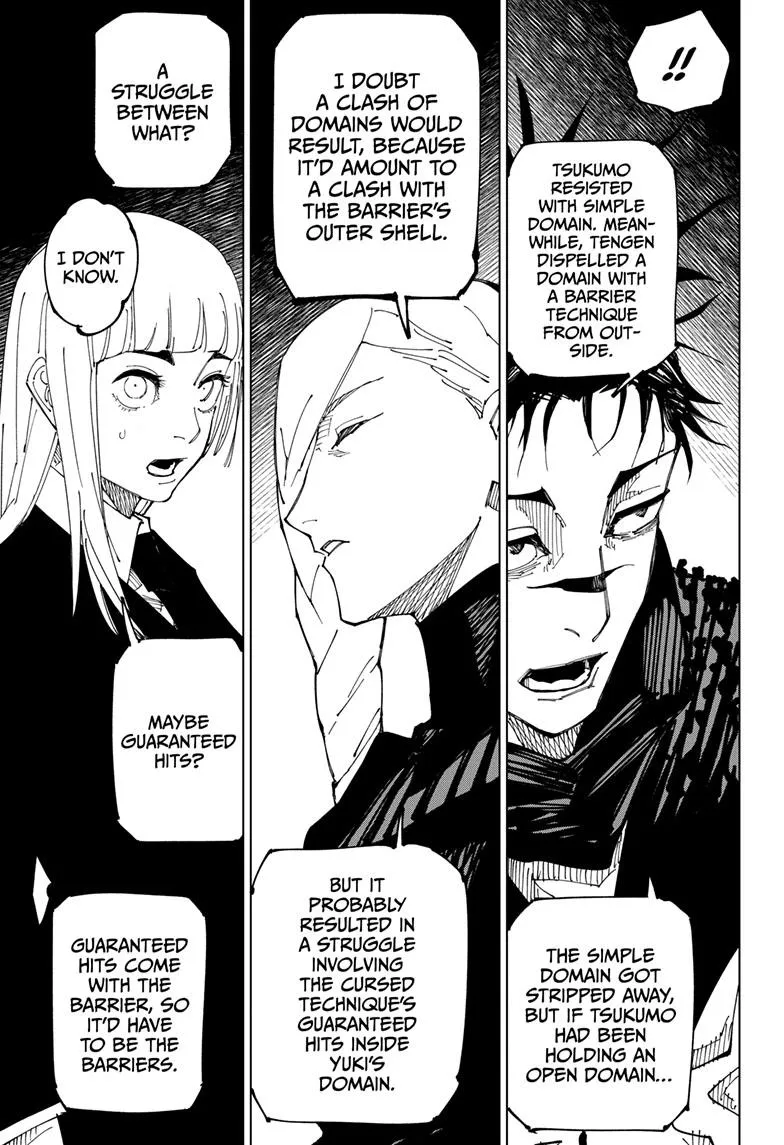 !!
TSUKUMO
RESISTED
WITH SIMPLE
DOMAIN. MEAN-
WHILE, TENGEN
DISPELLED A
DOMAIN WITH
A BARRIER
TECHNIQUE
FROM OUT-
SIDE.
THE SIMPLE
DOMAIN GOT
STRIPPED AWAY,
BUT IF TSUKUMO
HAD BEEN
HOLDING AN
OPEN DOMAIN...
I DOUBT
A CLASH OF
DOMAINS WOULD
RESULT, BECAUSE
IT'D AMOUNT TO
A CLASH WITH
THE BARRIER'S
OUTER SHELL.
BUT IT
PROBABLY
RESULTED IN
A STRUGGLE
INVOLVING
THE CURSED
TECHNIQUE'S
GUARANTEED
HITS INSIDE
YUKI'S
DOMAIN.
A
STRUGGLE
BETWEEN
WHAT?
I DON'T
KNOW.
MAYBE
GUARANTEED
HITS?
GUARANTEED
HITS COME
WITH THE
BARRIER, SO
IT'D HAVE
TO BE THE
BARRIERS.